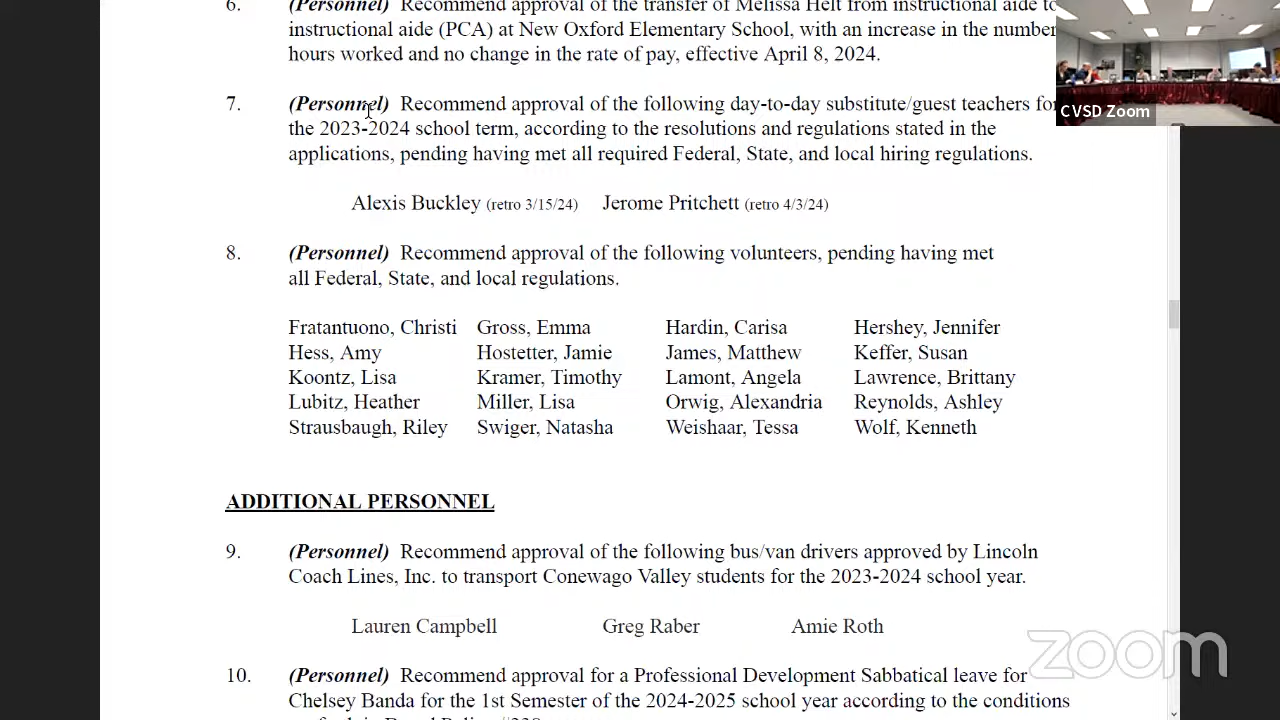 6. (Personnel) Recommend approval of the transfer of Melissa Helt from instructional aide to
instructional aide (PCA) at New Oxford Elementary School, with an increase in the number
hours worked and no change in the rate of pay, effective April 8, 2024.
7. (Personnel) Recommend approval of the following day-to-day substitute/guest teachers for
the 2023-2024 school term, according to the resolutions and regulations stated in the
applications, pending having met all required Federal, State, and local hiring regulations.
Alexis Buckley (retro 3/15/24) Jerome Pritchett (retro 4/3/24)
8. (Personnel) Recommend approval of the following volunteers, pending having met
all Federal, State, and local regulations.
Fratantuono, Christi Gross, Emma Hardin, Carisa Hershey, Jennifer
Hess, Amy Hostetter, Jamie James, Matthew Keffer, Susan
Koontz, Lisa Kramer, Timothy Lamont, Angela Lawrence, Brittany
Lubitz, Heather Miller, Lisa Orwig, Alexandria Reynolds, Ashley
Strausbaugh, Riley Swiger, Natasha Weishaar, Tessa Wolf, Kenneth
ADDITIONAL PERSONNEL
9. (Personnel) Recommend approval of the following bus/van drivers approved by Lincoln
Coach Lines, Inc. to transport Conewago Valley students for the 2023-2024 school year.
Lauren Campbell Greg Raber Amie Roth
10. (Personnel) Recommend approval for a Professional Development Sabbatical leave for
Chelsey Banda for the 1st Semester of the 2024-2025 school year according to the conditions
CVSD Zoom
zoom